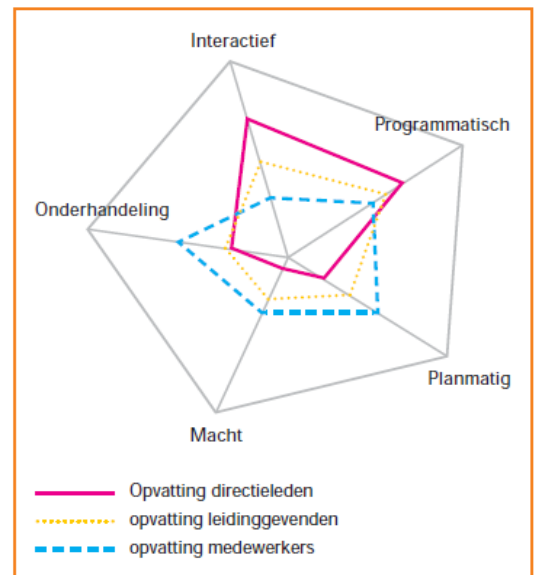 Interactief
Programmatisch
Onderhandeling
Planmatig
Macht
Opvatting directieleden
opvatting leidinggevenden
opvatting medewerkers